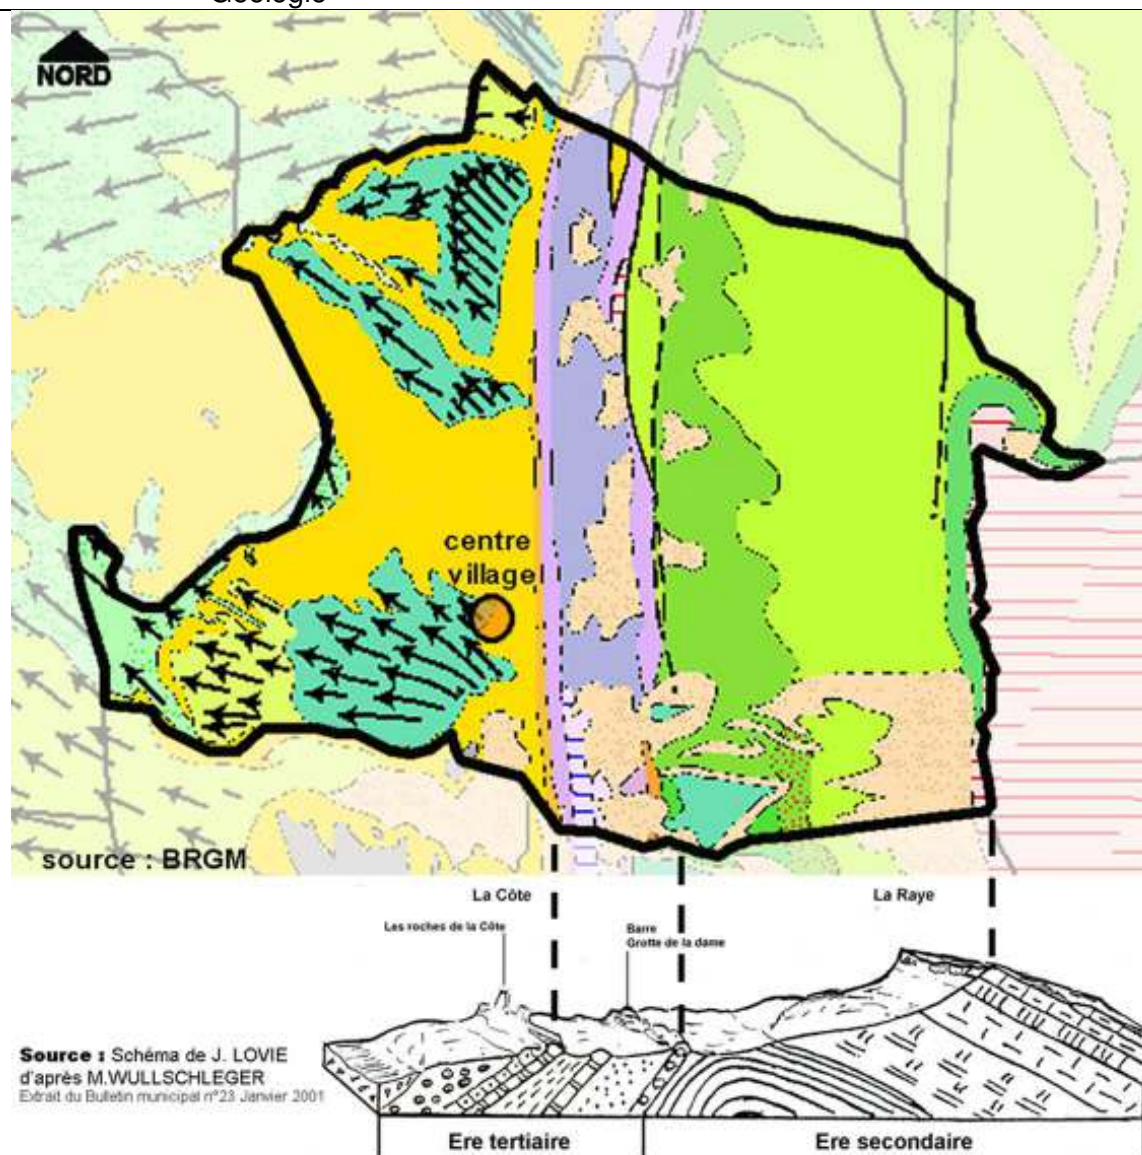 Géologie
NORD
centre
village
source : BRGM
La Côte
La Raye
Les roches de la Côte
Barre
Grotte de la dame
Source : Schéma de J. LOVIE
d'après M.WULLSCHLEGER
Extrait du Bulletin municipal n°23 Janvier 2001
Ere tertiaire
Ere secondaire